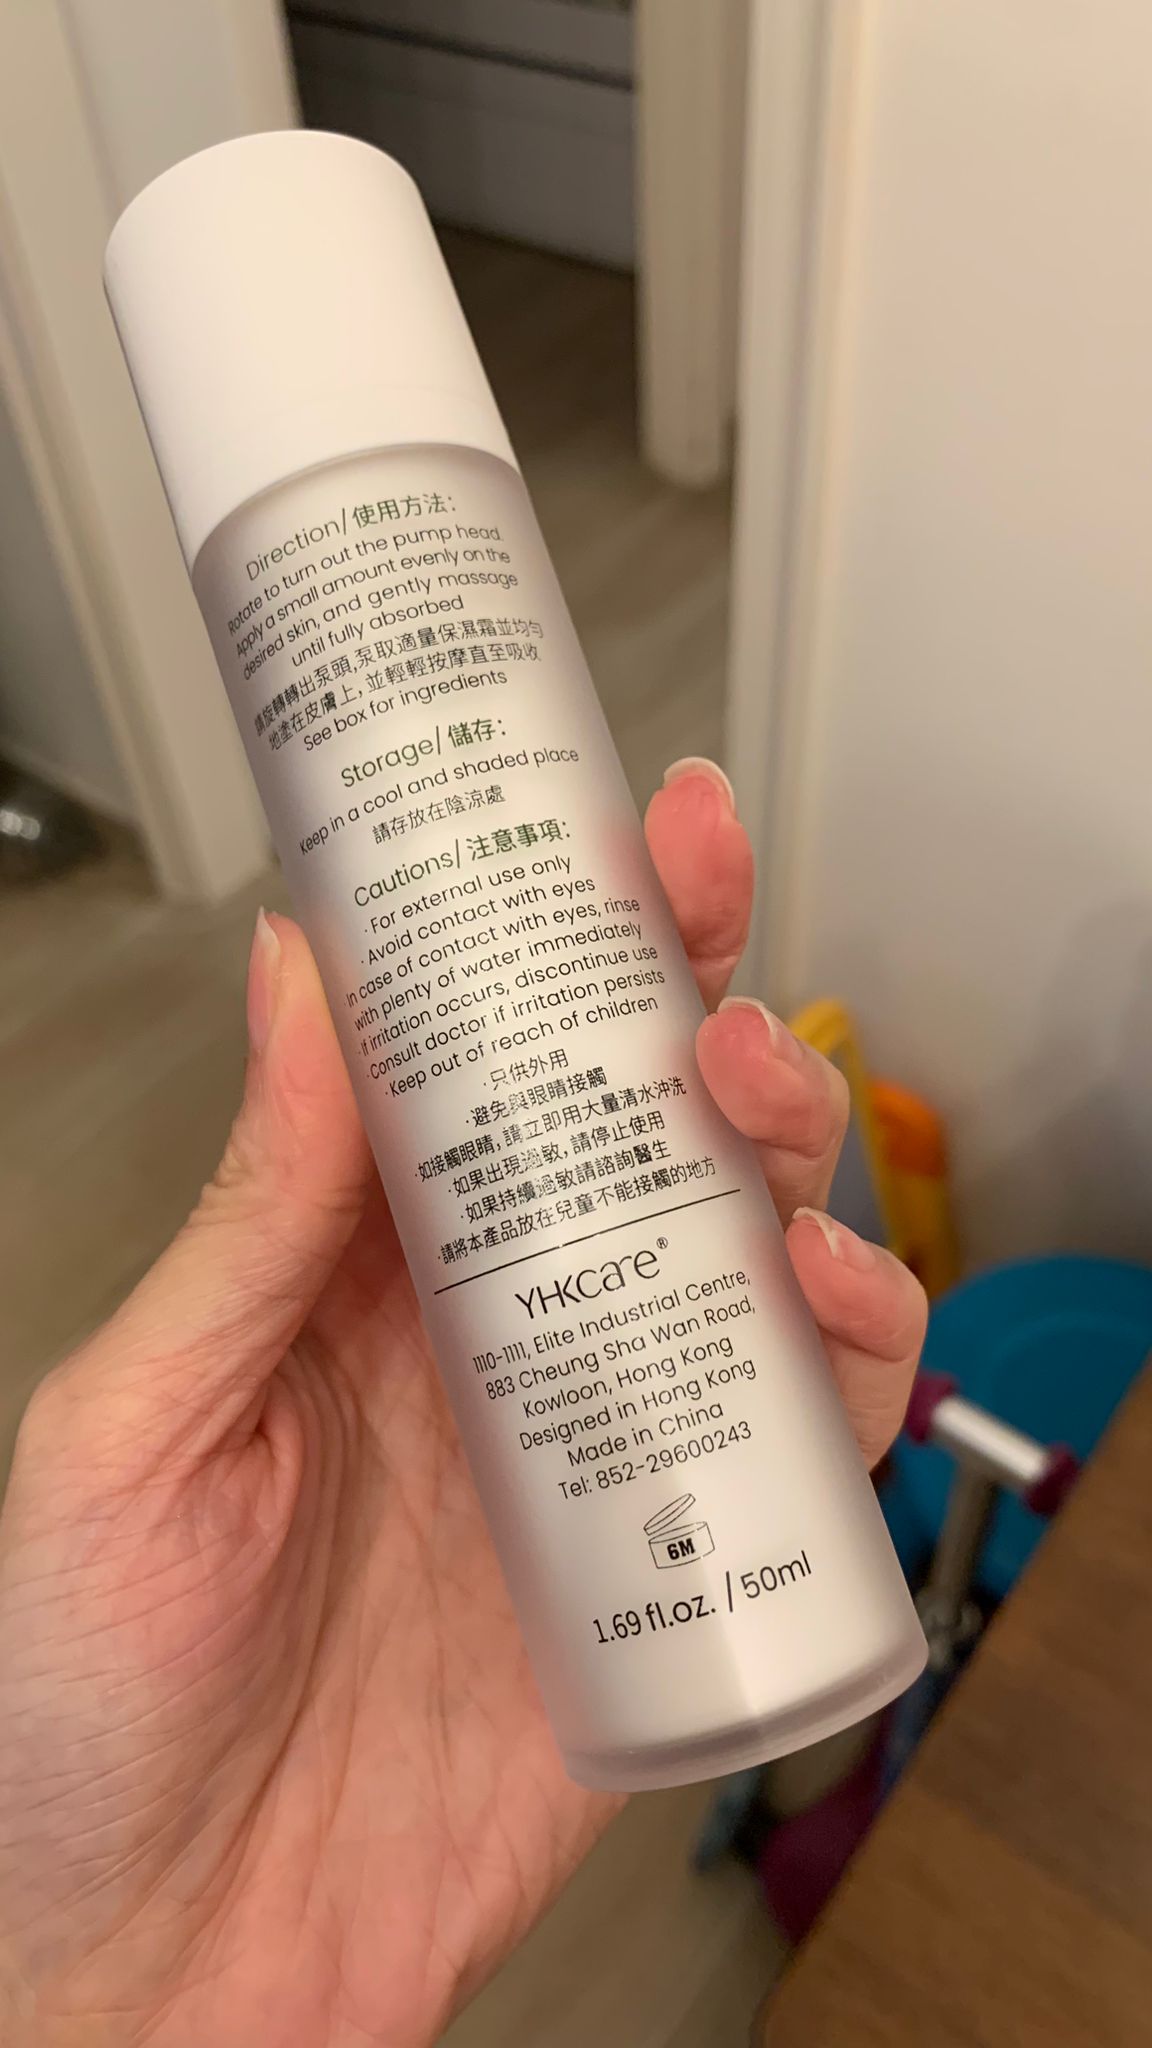 Direction/使用方法:
Rotate to turn out the pump head.
Apply a small amount evenly on the
desired skin, and gently massage
until fully absorbed
請旋轉轉出泵頭,泵取適量保濕霜並均勻
地塗在皮膚上, 並輕輕按摩直至吸收
See box for ingredients
Storage/儲存:
Keep in a cool and shaded place
請存放在陰涼處
Cautions/注意事項:
· For external use only
· Avoid contact with eyes
· In case of contact with eyes, rinse
with plenty of water immediately
· If irritation occurs, discontinue use
· Consult doctor if irritation persists
· Keep out of reach of children
· 只供外用
· 避免與眼睛接觸
· 如接觸眼睛, 請立即用大量清水沖洗
· 如果出現過敏, 請停止使用
· 如果持續過敏請諮詢醫生
· 請將本產品放在兒童不能接觸的地方
YHKCare®
1110-1111, Elite Industrial Centre,
883 Cheung Sha Wan Road,
Kowloon, Hong Kong
Designed in Hong Kong
Made in China
Tel: 852-29600243
6M
1.69 fl.oz. / 50ml